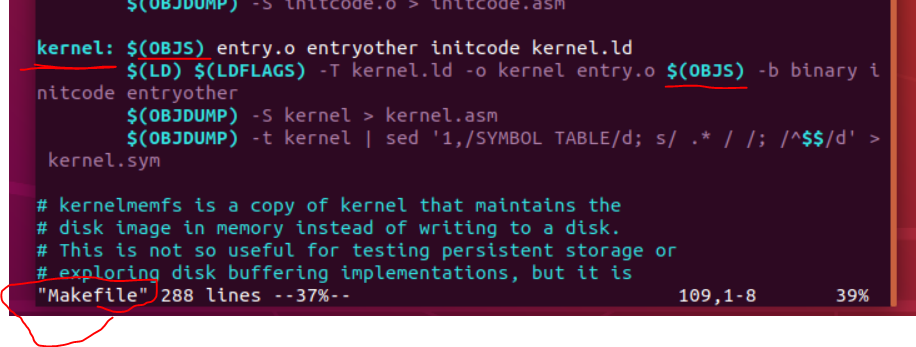 $(OBJDUMP) -S initcode.o > initcode.asm
kernel: $(OBJS) entry.o entryother initcode kernel.ld
$(LD) $(LDFLAGS) -T kernel.ld -o kernel entry.o $(OBJS) -b binary i
nitcode entryother
$(OBJDUMP) -S kernel > kernel.asm
$(OBJDUMP) -t kernel | sed '1,/SYMBOL TABLE/d; s/ .* / /; /^$$/d' >
kernel.sym
# kernelmemfs is a copy of kernel that maintains the
# disk image in memory instead of writing to a disk.
# This is not so useful for testing persistent storage or
# exploring disk buffering implementations, but it is
"Makefile" 288 lines --37%-- 109,1-8 39%